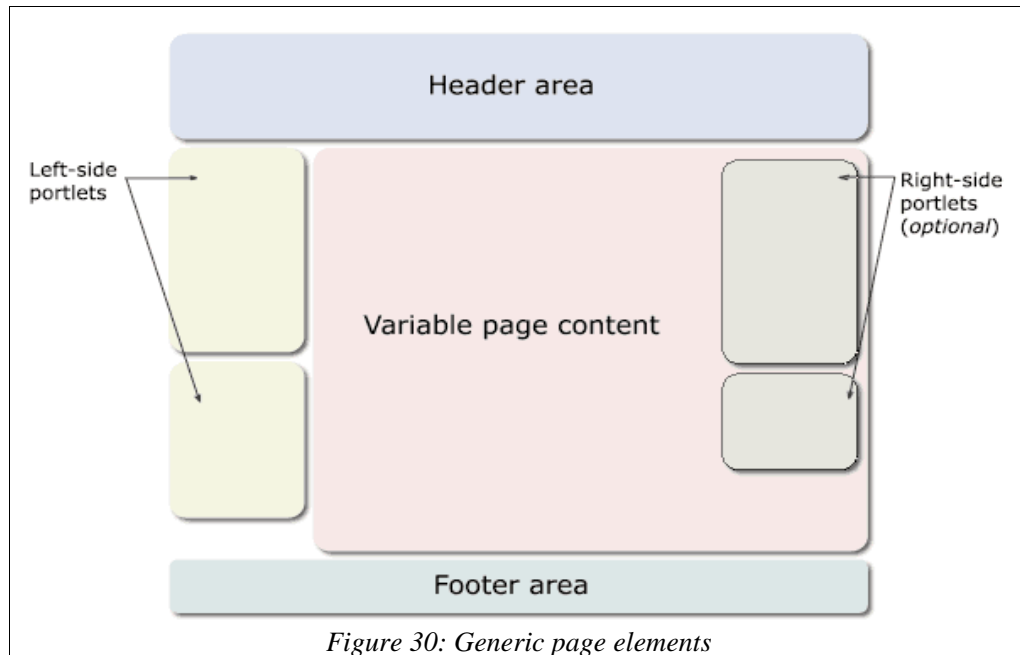 Header area
Left-side
portlets
Right-side
portlets
(optional)
Variable page content
Footer area
Figure 30: Generic page elements